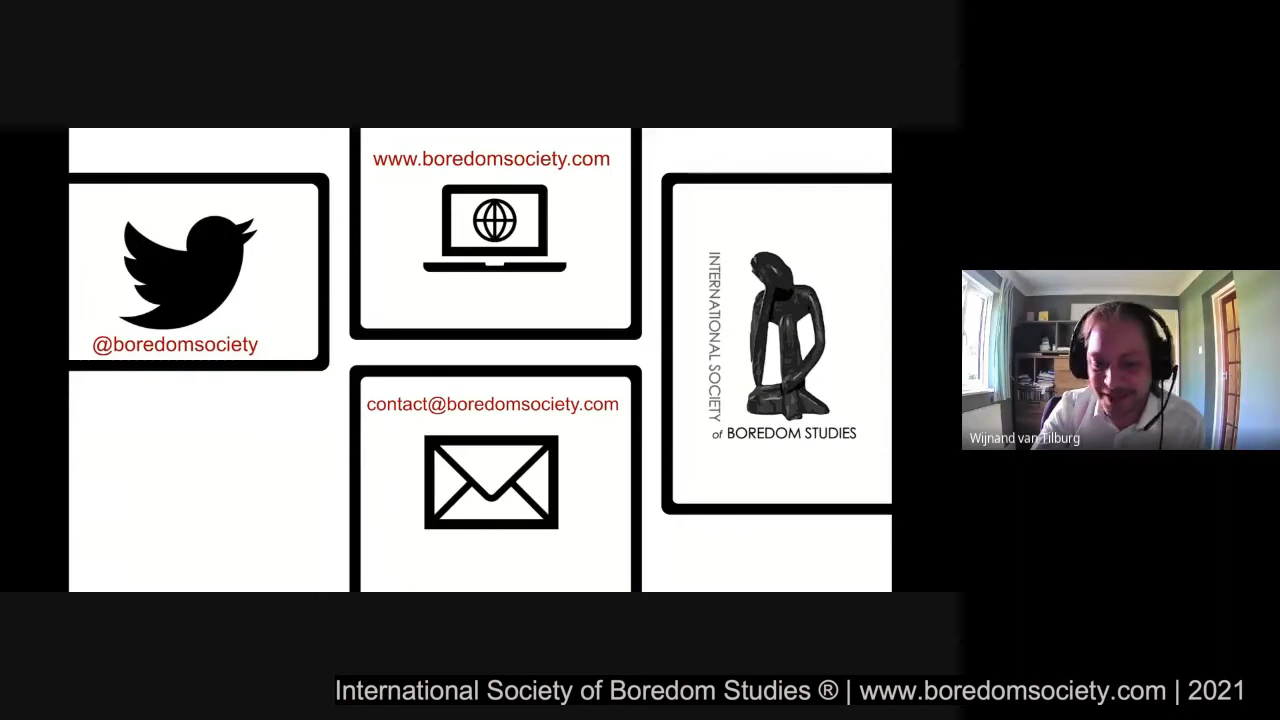 www.boredomsociety.com
@boredomsociety
contact@boredomsociety.com
INTERNATIONAL SOCIETY
of BOREDOM STUDIES
Wijnand van Tilburg
International Society of Boredom Studies ® | www.boredomsociety.com | 2021